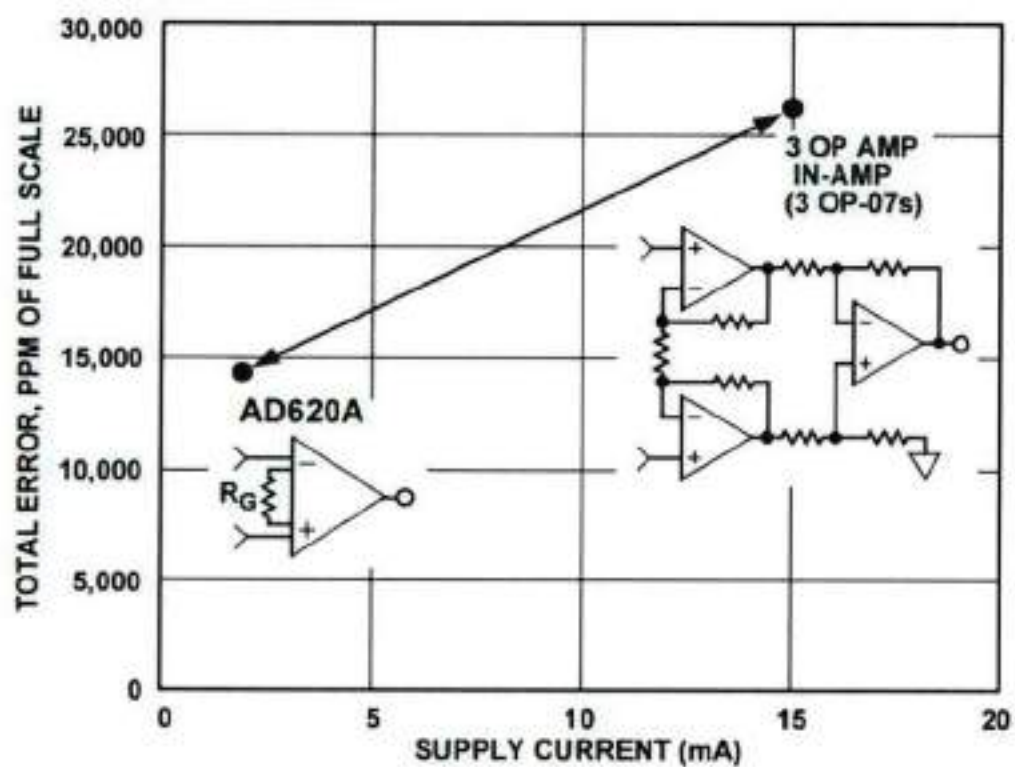 30,000
25,000
20,000
15,000
10,000
5,000
0
TOTAL ERROR, PPM OF FULL SCALE
3 OP AMP
IN-AMP
(3 OP-07s)
+
−
−
+
−
+
AD620A
RG
−
+
0
5
10
15
20
SUPPLY CURRENT (mA)